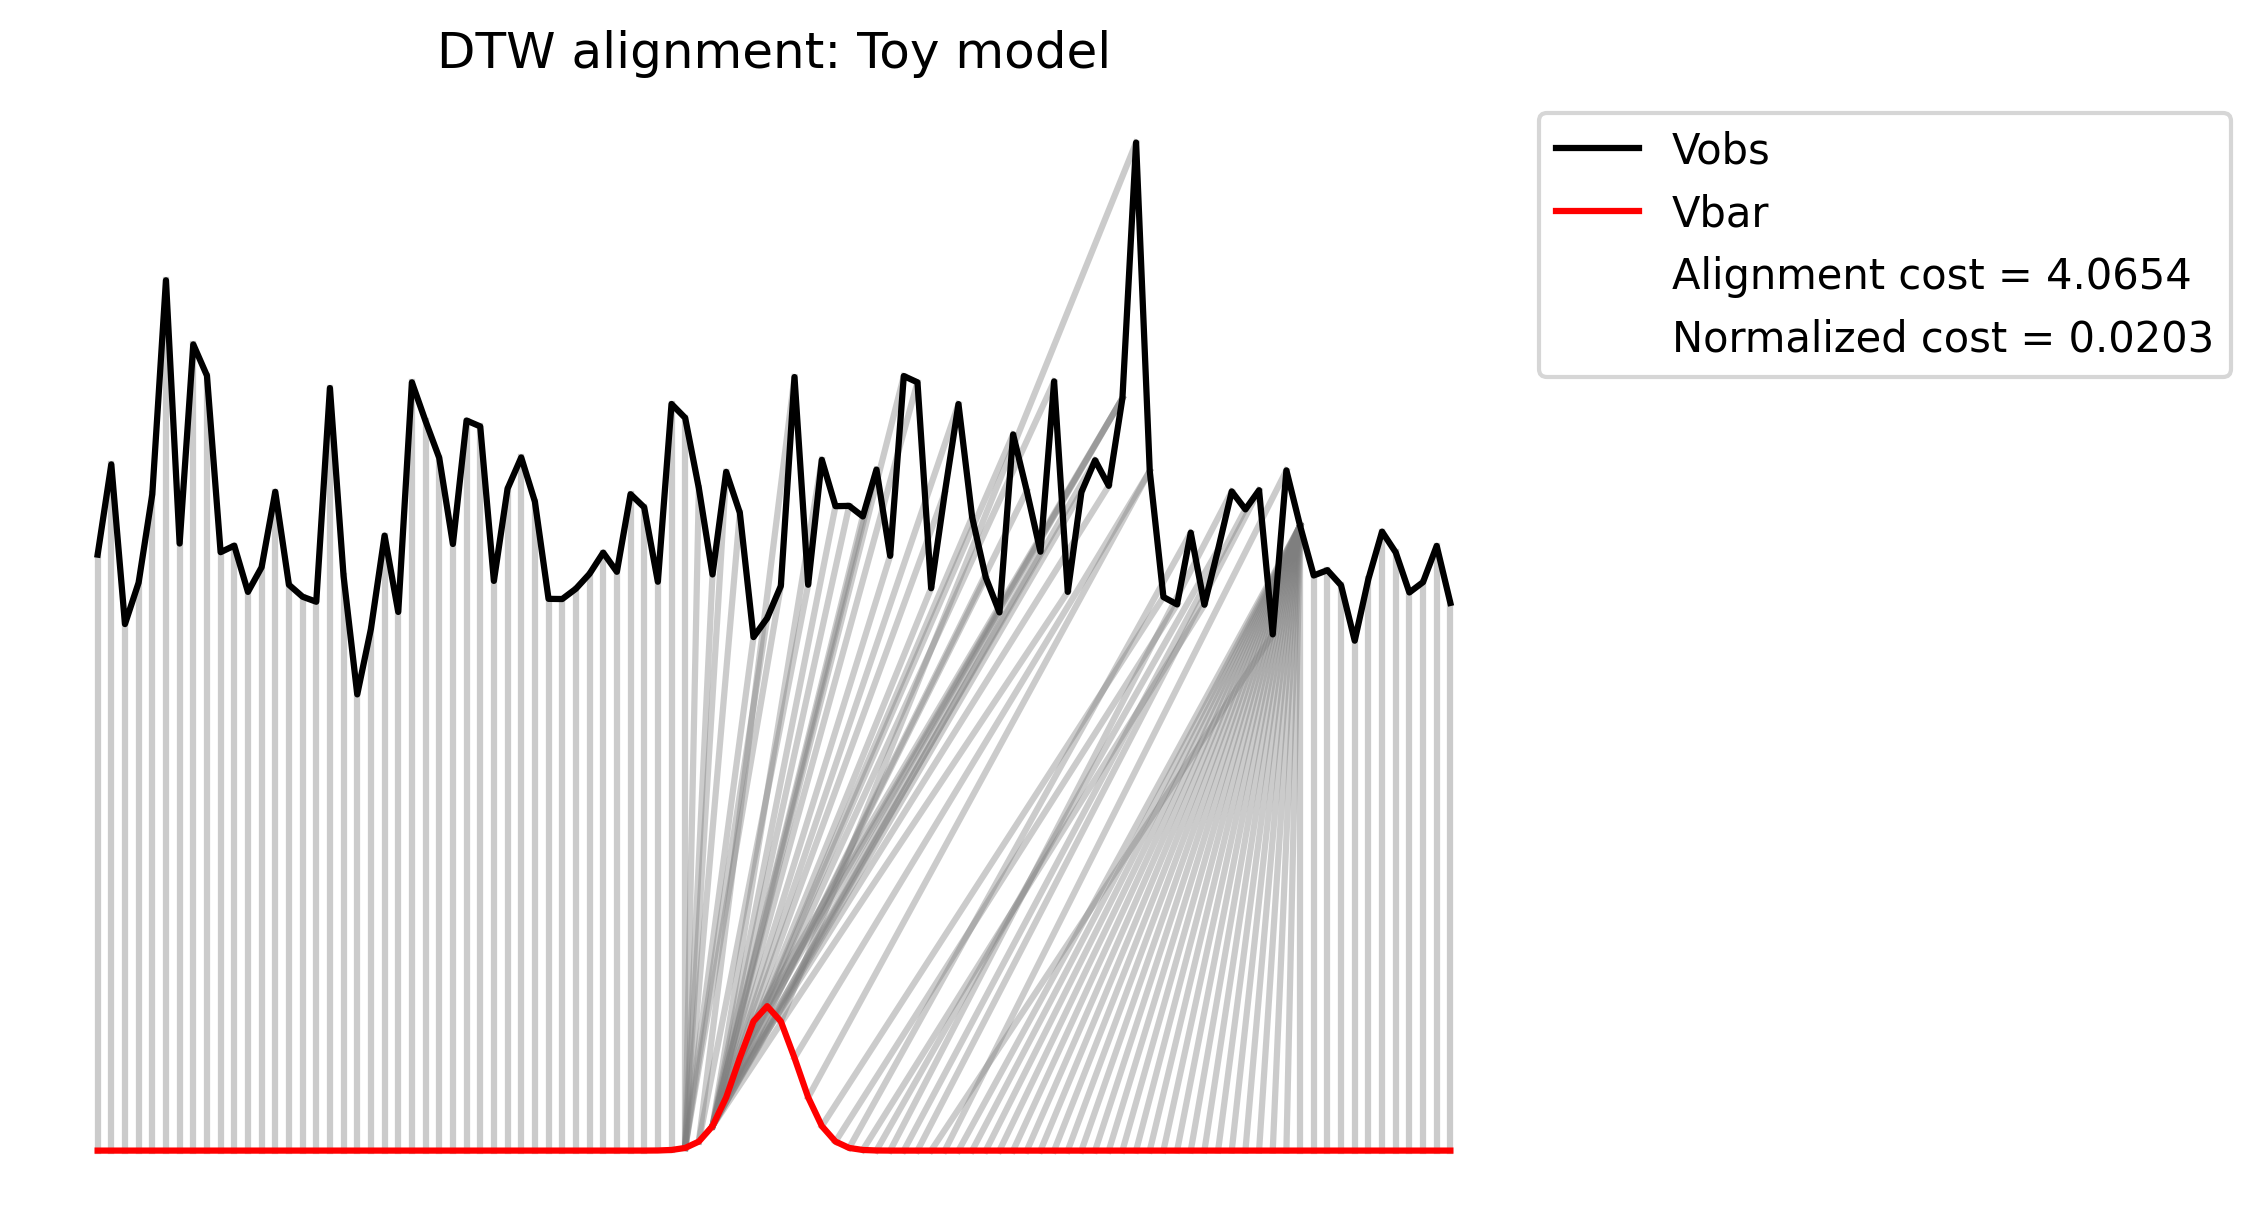 DTW alignment: Toy model
Vobs
Vbar
Alignment cost = 4.0654
Normalized cost = 0.0203